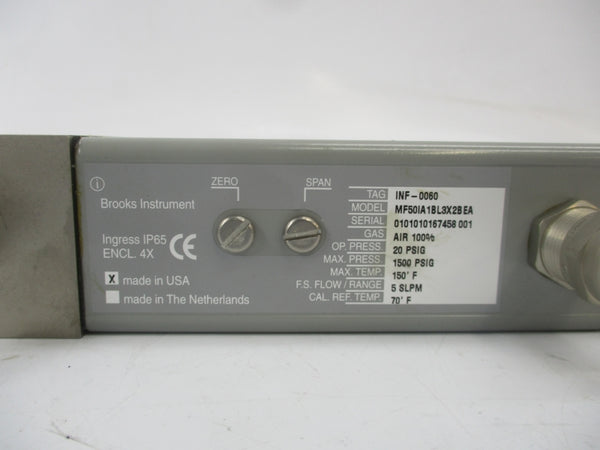 ⓘ
Brooks Instrument
Ingress IP65
ENCL. 4X
CE
X made in USA
made in The Netherlands
ZERO
SPAN
TAG INF-0060
MODEL MF50IA1BL3X2BEA
SERIAL 0101010167458 001
GAS AIR 100%
OP. PRESS. 20 PSIG
MAX. PRESS. 1500 PSIG
MAX. TEMP. 150° F
F.S. FLOW / RANGE 5 SLPM
CAL. REF. TEMP. 70° F